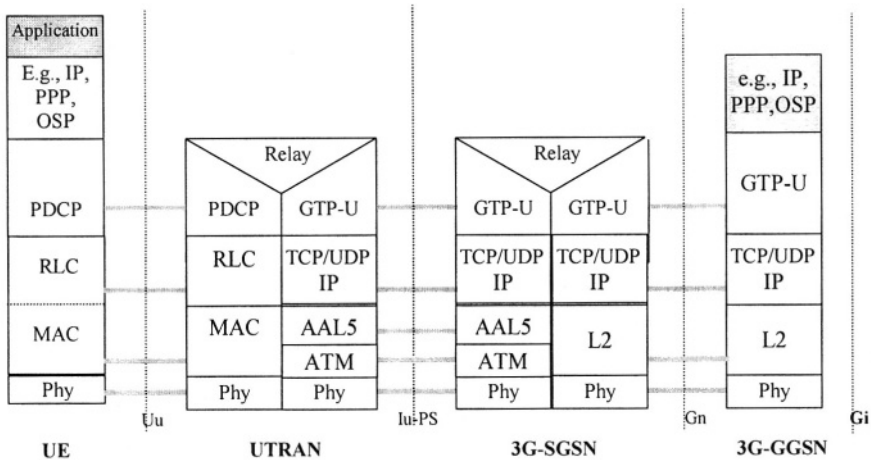 Application
E.g., IP,
PPP,
OSP
PDCP
RLC
MAC
Phy
Uu
UE
Relay
PDCP
GTP-U
RLC
TCP/UDP
IP
MAC
AAL5
ATM
Phy
Phy
Iu-PS
UTRAN
Relay
GTP-U
GTP-U
TCP/UDP
IP
TCP/UDP
IP
AAL5
ATM
L2
Phy
Phy
Gn
3G-SGSN
e.g., IP,
PPP,OSP
GTP-U
TCP/UDP
IP
L2
Phy
Gi
3G-GGSN